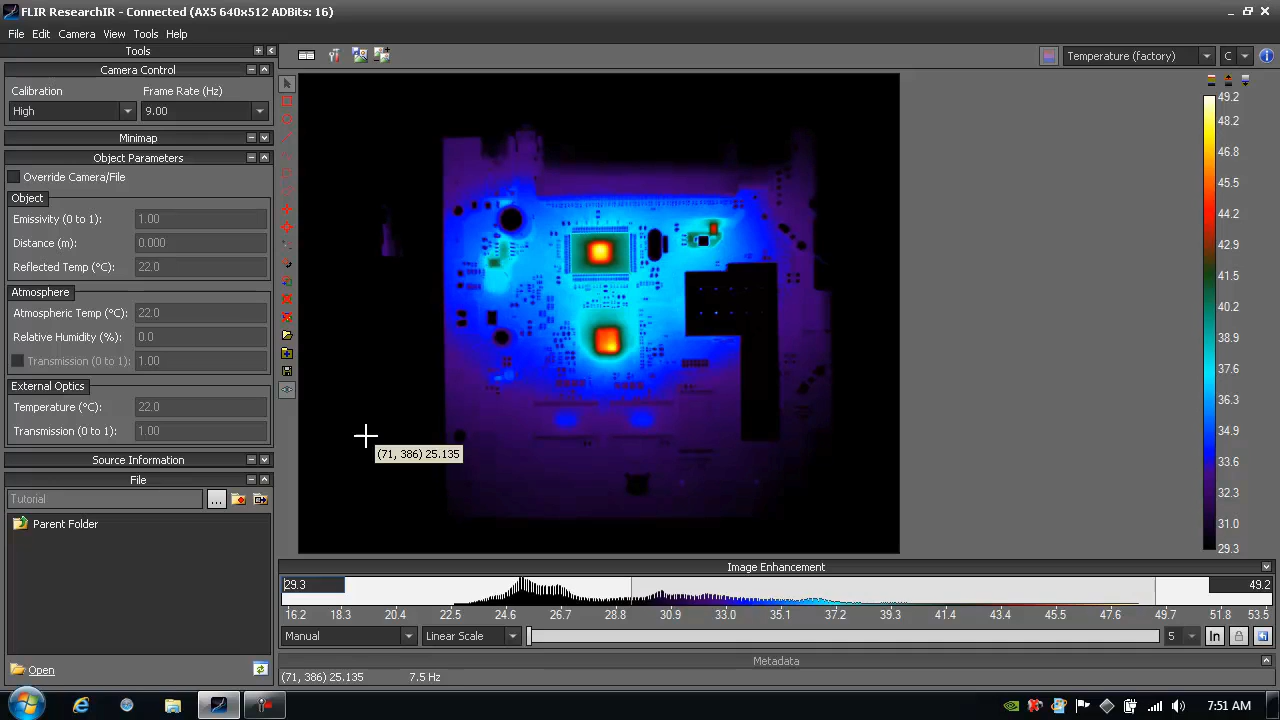 FLIR ResearchIR - Connected (AX5 640x512 ADBits: 16)
File Edit Camera View Tools Help
Tools
Temperature (factory) C
Camera Control
Calibration Frame Rate (Hz)
High 9.00
Minimap
Object Parameters
Override Camera/File
Object
Emissivity (0 to 1): 1.00
Distance (m): 0.000
Reflected Temp (°C): 22.0
Atmosphere
Atmospheric Temp (°C): 22.0
Relative Humidity (%): 0.0
Transmission (0 to 1): 1.00
External Optics
Temperature (°C): 22.0
Transmission (0 to 1): 1.00
Source Information
File
Tutorial ...
Parent Folder
Open
(71, 386) 25.135
49.2
48.2
46.8
45.5
44.2
42.9
41.5
40.2
38.9
37.6
36.3
34.9
33.6
32.3
31.0
29.3
Image Enhancement
29.3 49.2
16.2 18.3 20.4 22.5 24.6 26.7 28.8 30.9 33.0 35.1 37.2 39.3 41.4 43.5 45.5 47.6 49.7 51.8 53.5
Manual Linear Scale 5 In
Metadata
(71, 386) 25.135 7.5 Hz
7:51 AM